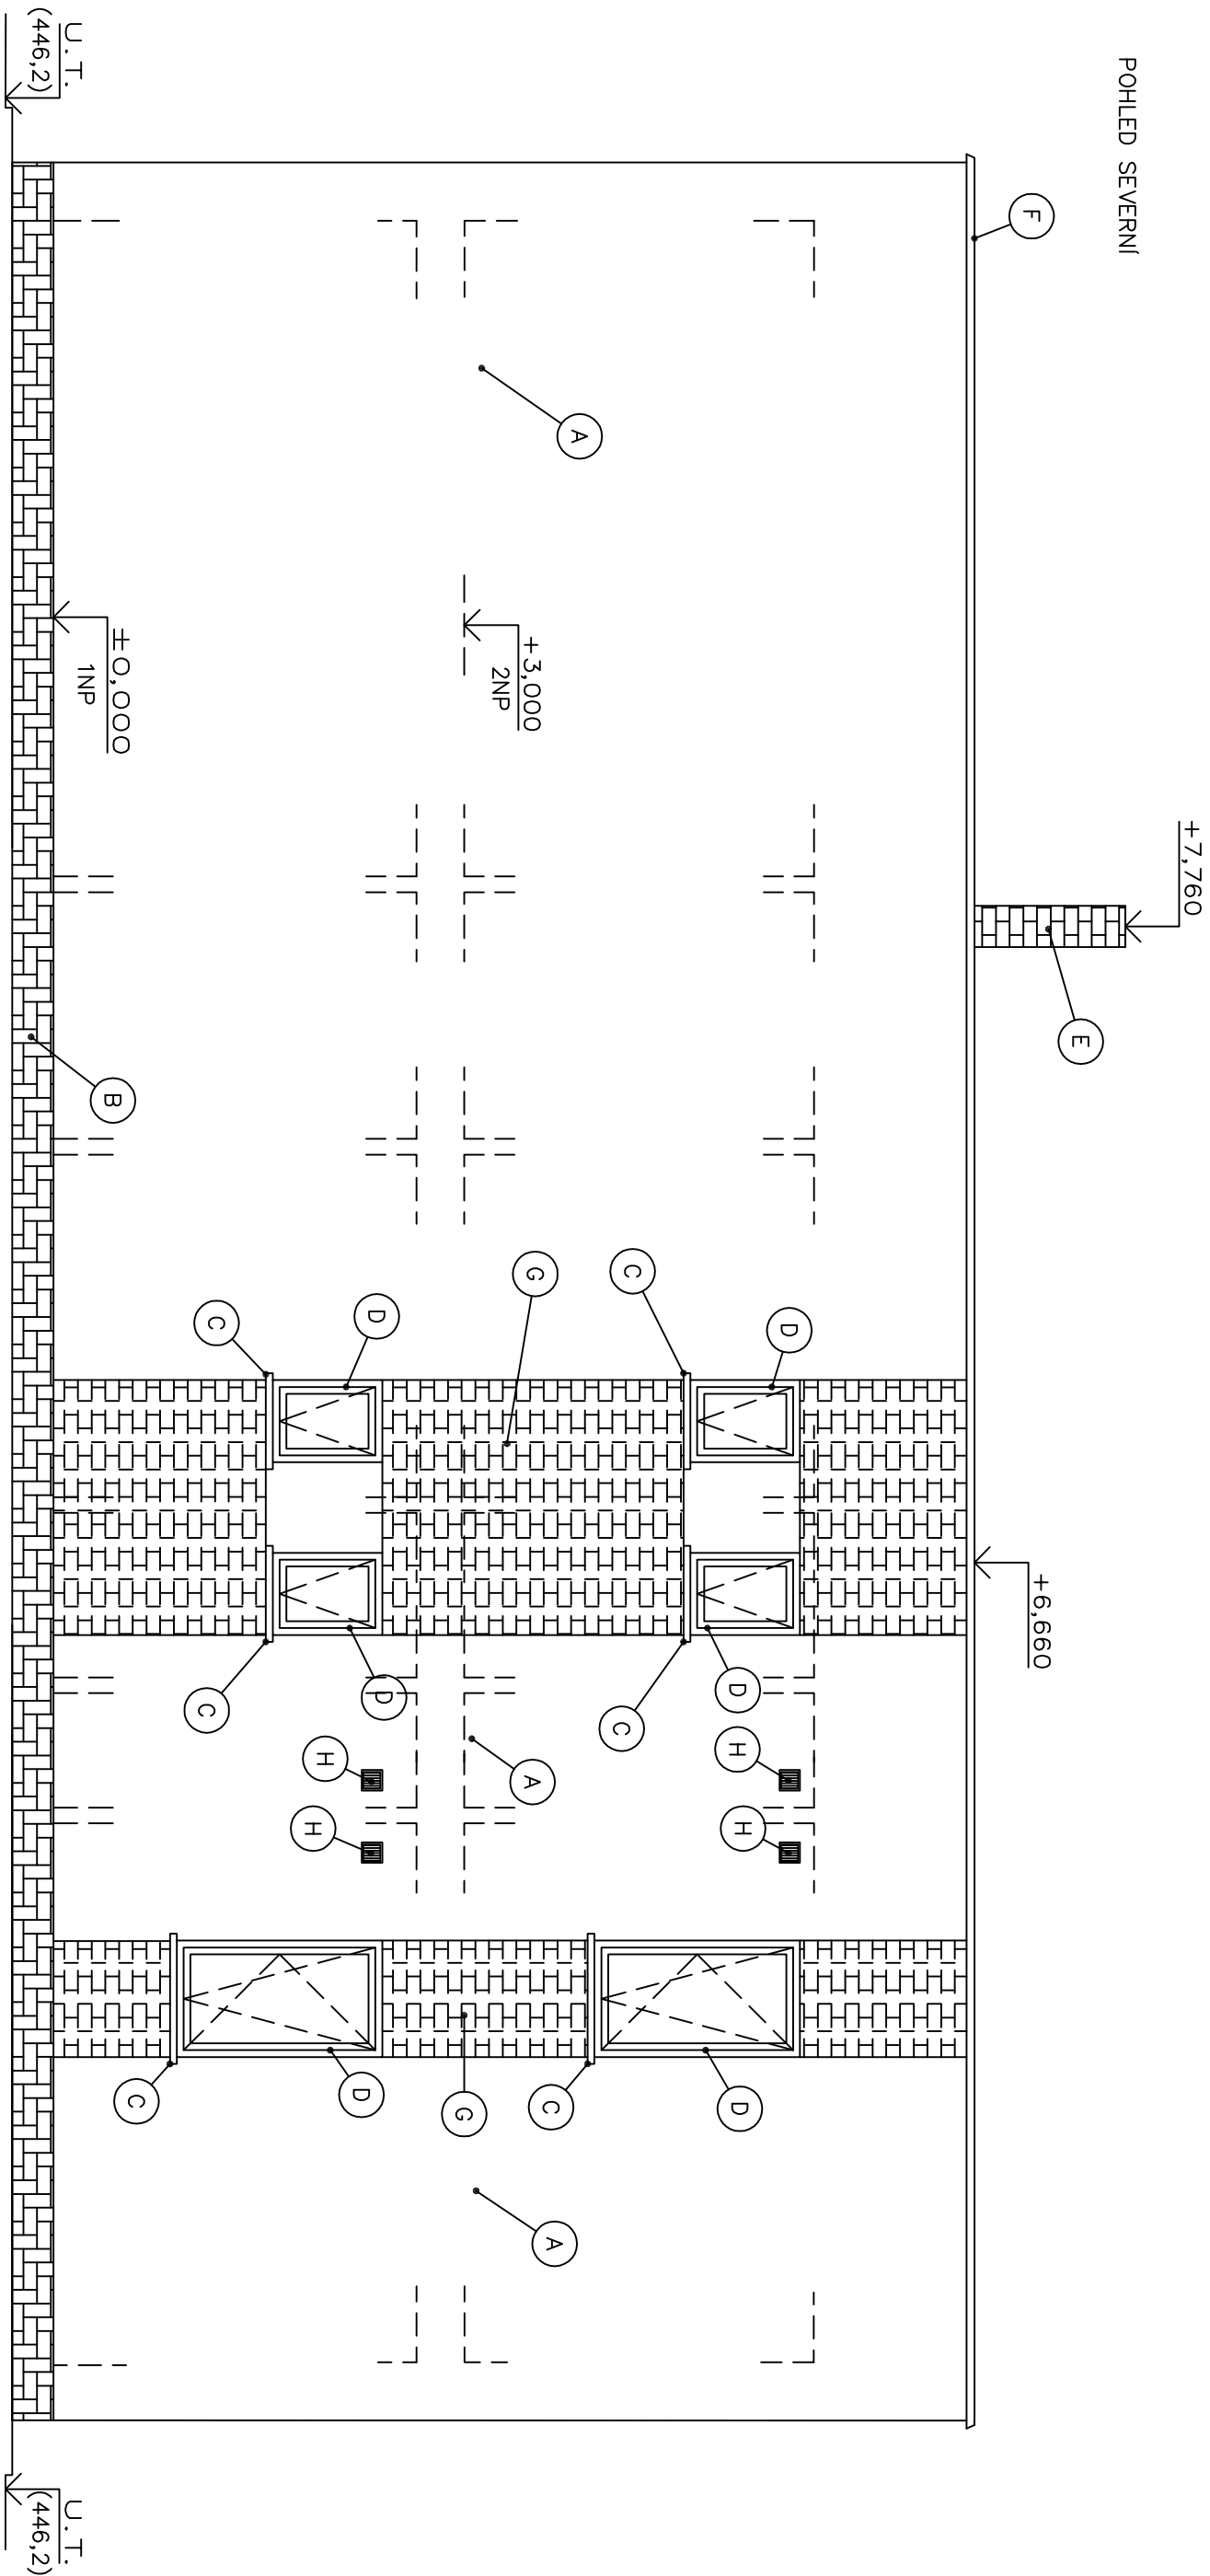 POHLED SEVERNÍ
+7,760
F
E
+6,660
D
D
A
C
G
H
H
D
+3,000
2NP
A
A
C
C
C
G
D
D
D
H
H
C
C
C
B
±0,000
1NP
U.T.
(446,2)
U.T.
(446,2)